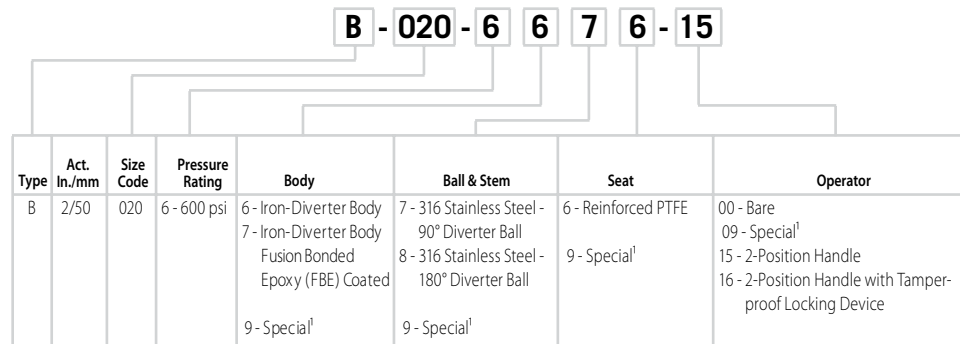 B - 020 - 6 6 7 6 - 15
Type
Act.
In./mm
Size
Code
Pressure
Rating
Body
Ball & Stem
Seat
Operator
B
2/50
020
6 - 600 psi
6 - Iron-Diverter Body
7 - Iron-Diverter Body
Fusion Bonded
Epoxy (FBE) Coated
9 - Special¹
7 - 316 Stainless Steel -
90° Diverter Ball
8 - 316 Stainless Steel -
180° Diverter Ball
9 - Special¹
6 - Reinforced PTFE
9 - Special¹
00 - Bare
09 - Special¹
15 - 2-Position Handle
16 - 2-Position Handle with Tamper-
proof Locking Device